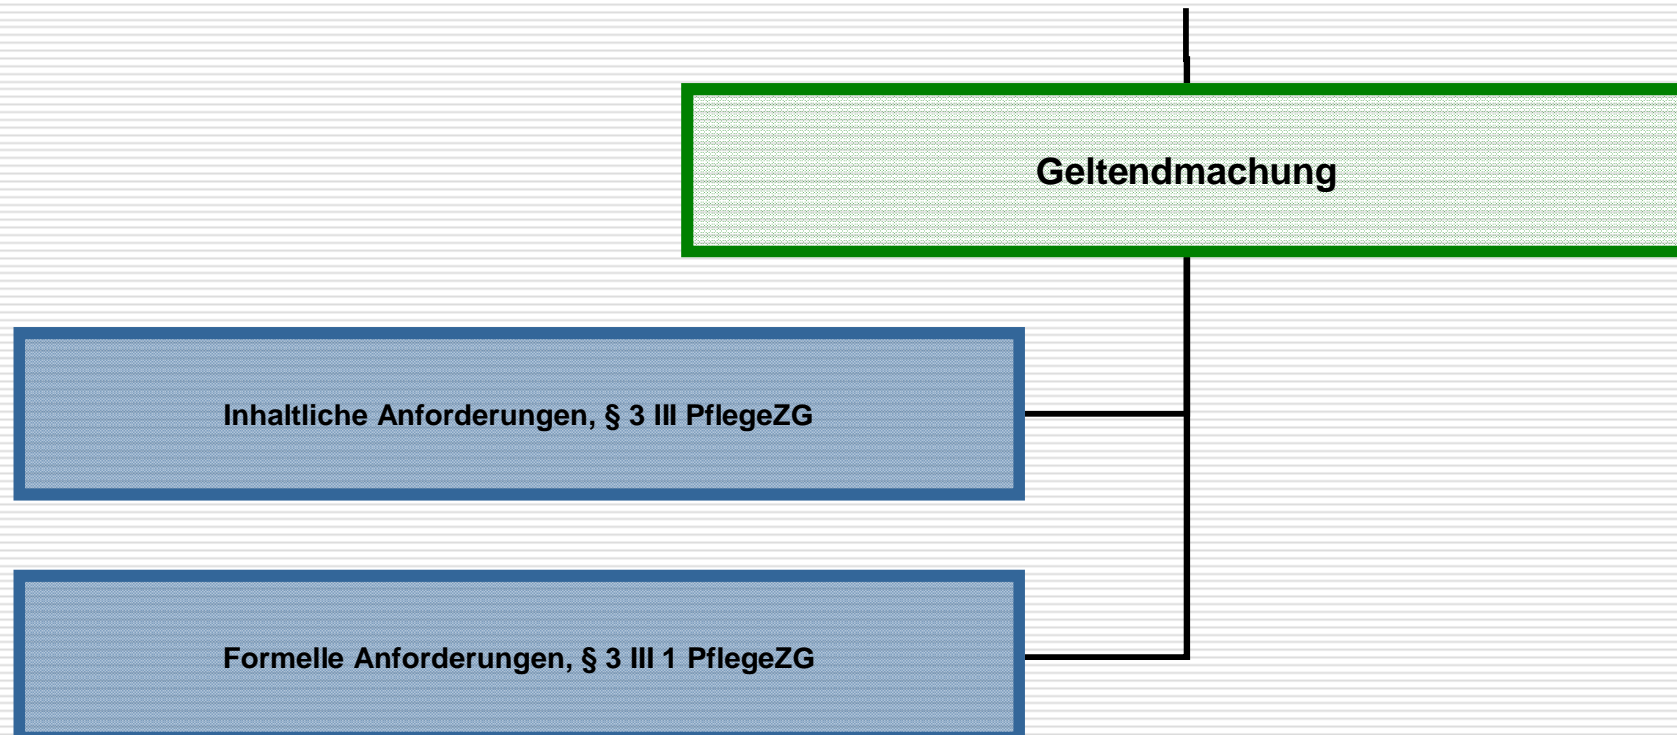 Geltendmachung
Inhaltliche Anforderungen, § 3 III PflegeZG
Formelle Anforderungen, § 3 III 1 PflegeZG